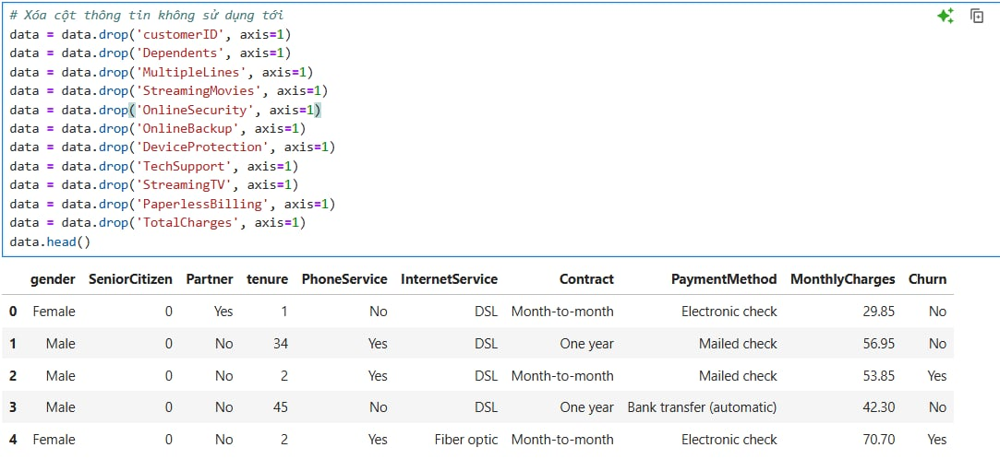 # Xóa cột thông tin không sử dụng tới
data = data.drop('customerID', axis=1)
data = data.drop('Dependents', axis=1)
data = data.drop('MultipleLines', axis=1)
data = data.drop('StreamingMovies', axis=1)
data = data.drop('OnlineSecurity', axis=1)
data = data.drop('OnlineBackup', axis=1)
data = data.drop('DeviceProtection', axis=1)
data = data.drop('TechSupport', axis=1)
data = data.drop('StreamingTV', axis=1)
data = data.drop('PaperlessBilling', axis=1)
data = data.drop('TotalCharges', axis=1)
data.head()
gender SeniorCitizen Partner tenure PhoneService InternetService Contract PaymentMethod MonthlyCharges Churn
0 Female 0 Yes 1 No DSL Month-to-month Electronic check 29.85 No
1 Male 0 No 34 Yes DSL One year Mailed check 56.95 No
2 Male 0 No 2 Yes DSL Month-to-month Mailed check 53.85 Yes
3 Male 0 No 45 No DSL One year Bank transfer (automatic) 42.30 No
4 Female 0 No 2 Yes Fiber optic Month-to-month Electronic check 70.70 Yes